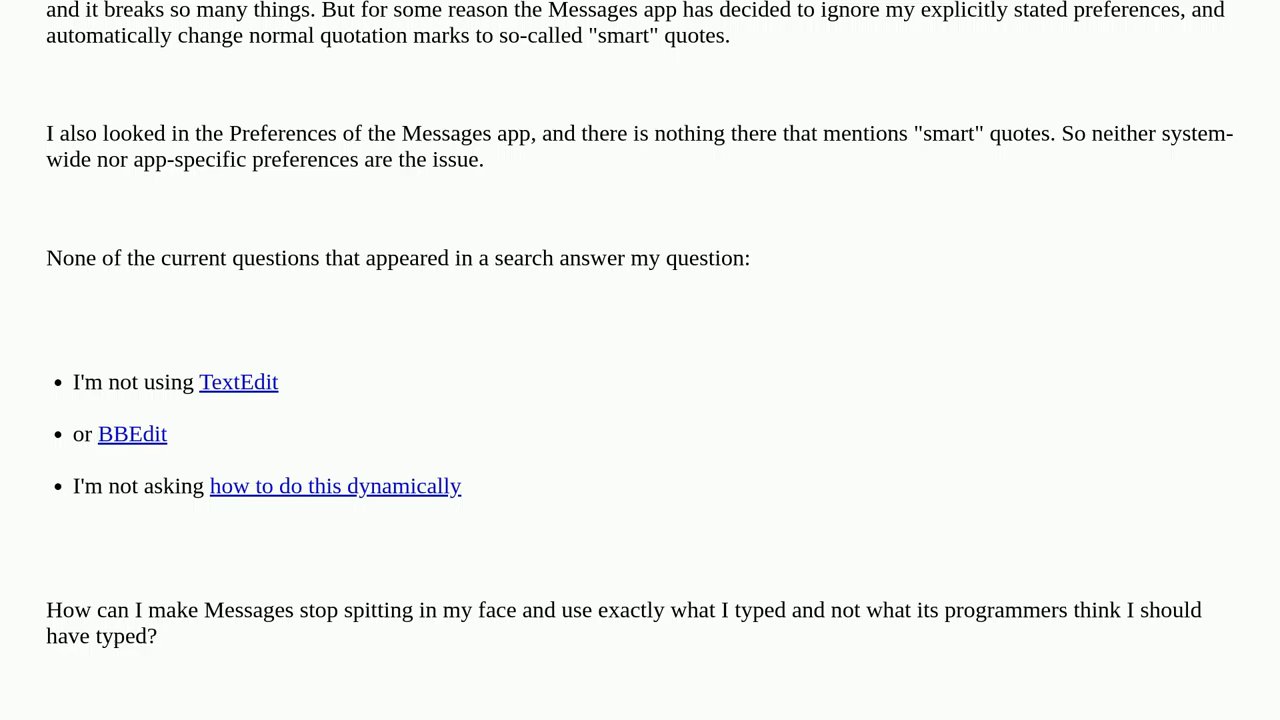 and it breaks so many things. But for some reason the Messages app has decided to ignore my explicitly stated preferences, and
automatically change normal quotation marks to so-called "smart" quotes.
I also looked in the Preferences of the Messages app, and there is nothing there that mentions "smart" quotes. So neither system-
wide nor app-specific preferences are the issue.
None of the current questions that appeared in a search answer my question:
• I'm not using TextEdit
• or BBEdit
• I'm not asking how to do this dynamically
How can I make Messages stop spitting in my face and use exactly what I typed and not what its programmers think I should
have typed?